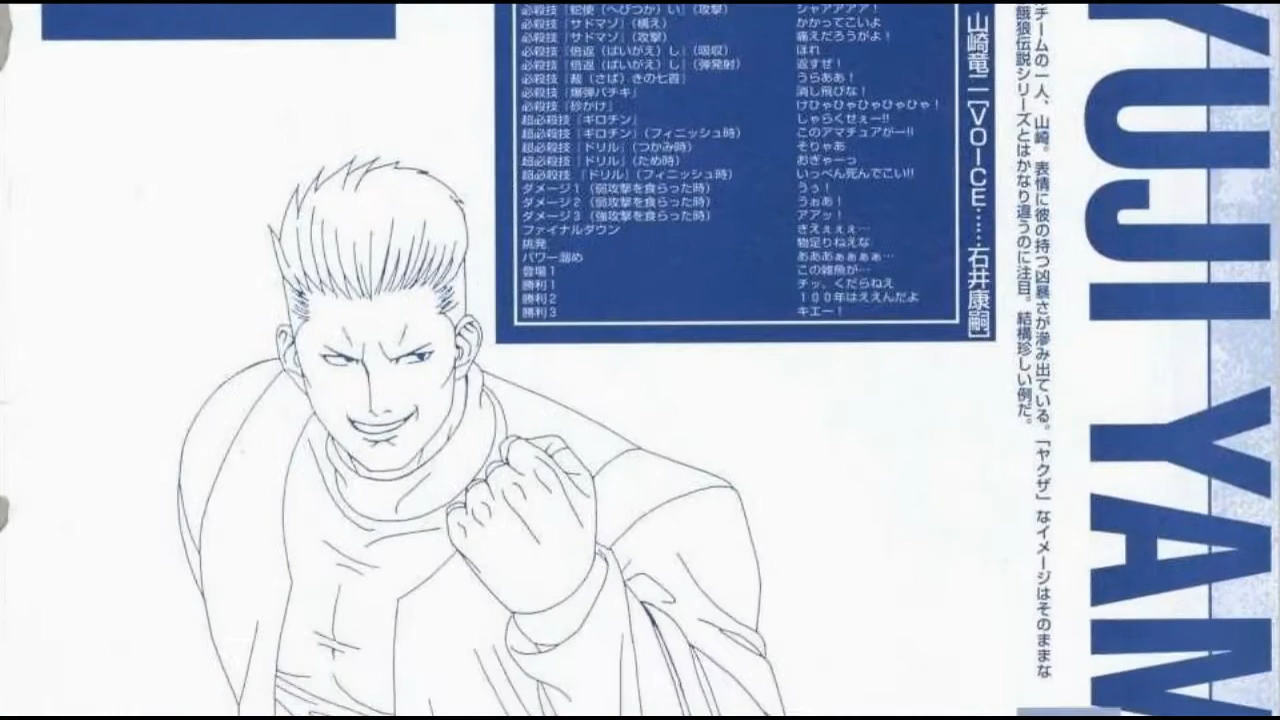 YUJI YAM
ルチームの一人、山崎。表情に彼の持つ凶暴さが滲み出ている。「ヤクザ」なイメージはそのままな
餓狼伝説シリーズとはかなり違うのに注目。結構珍しい例だ。
山崎竜二【VOICE……石井康嗣】
必殺技『蛇使(へびつか)い』(攻撃) シャアアアア!
必殺技『サドマゾ』(構え) かかってこいよ
必殺技『サドマゾ』(攻撃) 痛えだろうがよ!
必殺技『倍返(ばいがえ)し』(吸収) ほれ
必殺技『倍返(ばいがえ)し』(弾発射) 返すぜ!
必殺技『裁(さば)きの匕首』 うらああ!
必殺技『爆弾パチキ』 消し飛びな!
必殺技『砂かけ』 けひゃひゃひゃひゃひゃ!
超必殺技『ギロチン』 しゃらくせぇー!!
超必殺技『ギロチン』(フィニッシュ時) このアマチュアがー!!
超必殺技『ドリル』(つかみ時) そりゃあ
超必殺技『ドリル』(ため時) おぎゃーっ
超必殺技『ドリル』(フィニッシュ時) いっぺん死んでこい!!
ダメージ1(弱攻撃を食らった時) うぅ!
ダメージ2(弱攻撃を食らった時) うぉあ!
ダメージ3(強攻撃を食らった時) アアッ!
ファイナルダウン ぎえぇぇぇ…
挑発 物足りねえな
パワー溜め あああぁぁぁぁ…
登場1 この雑魚が…
勝利1 チッ、くだらねえ
勝利2 100年はええんだよ
勝利3 キエー!